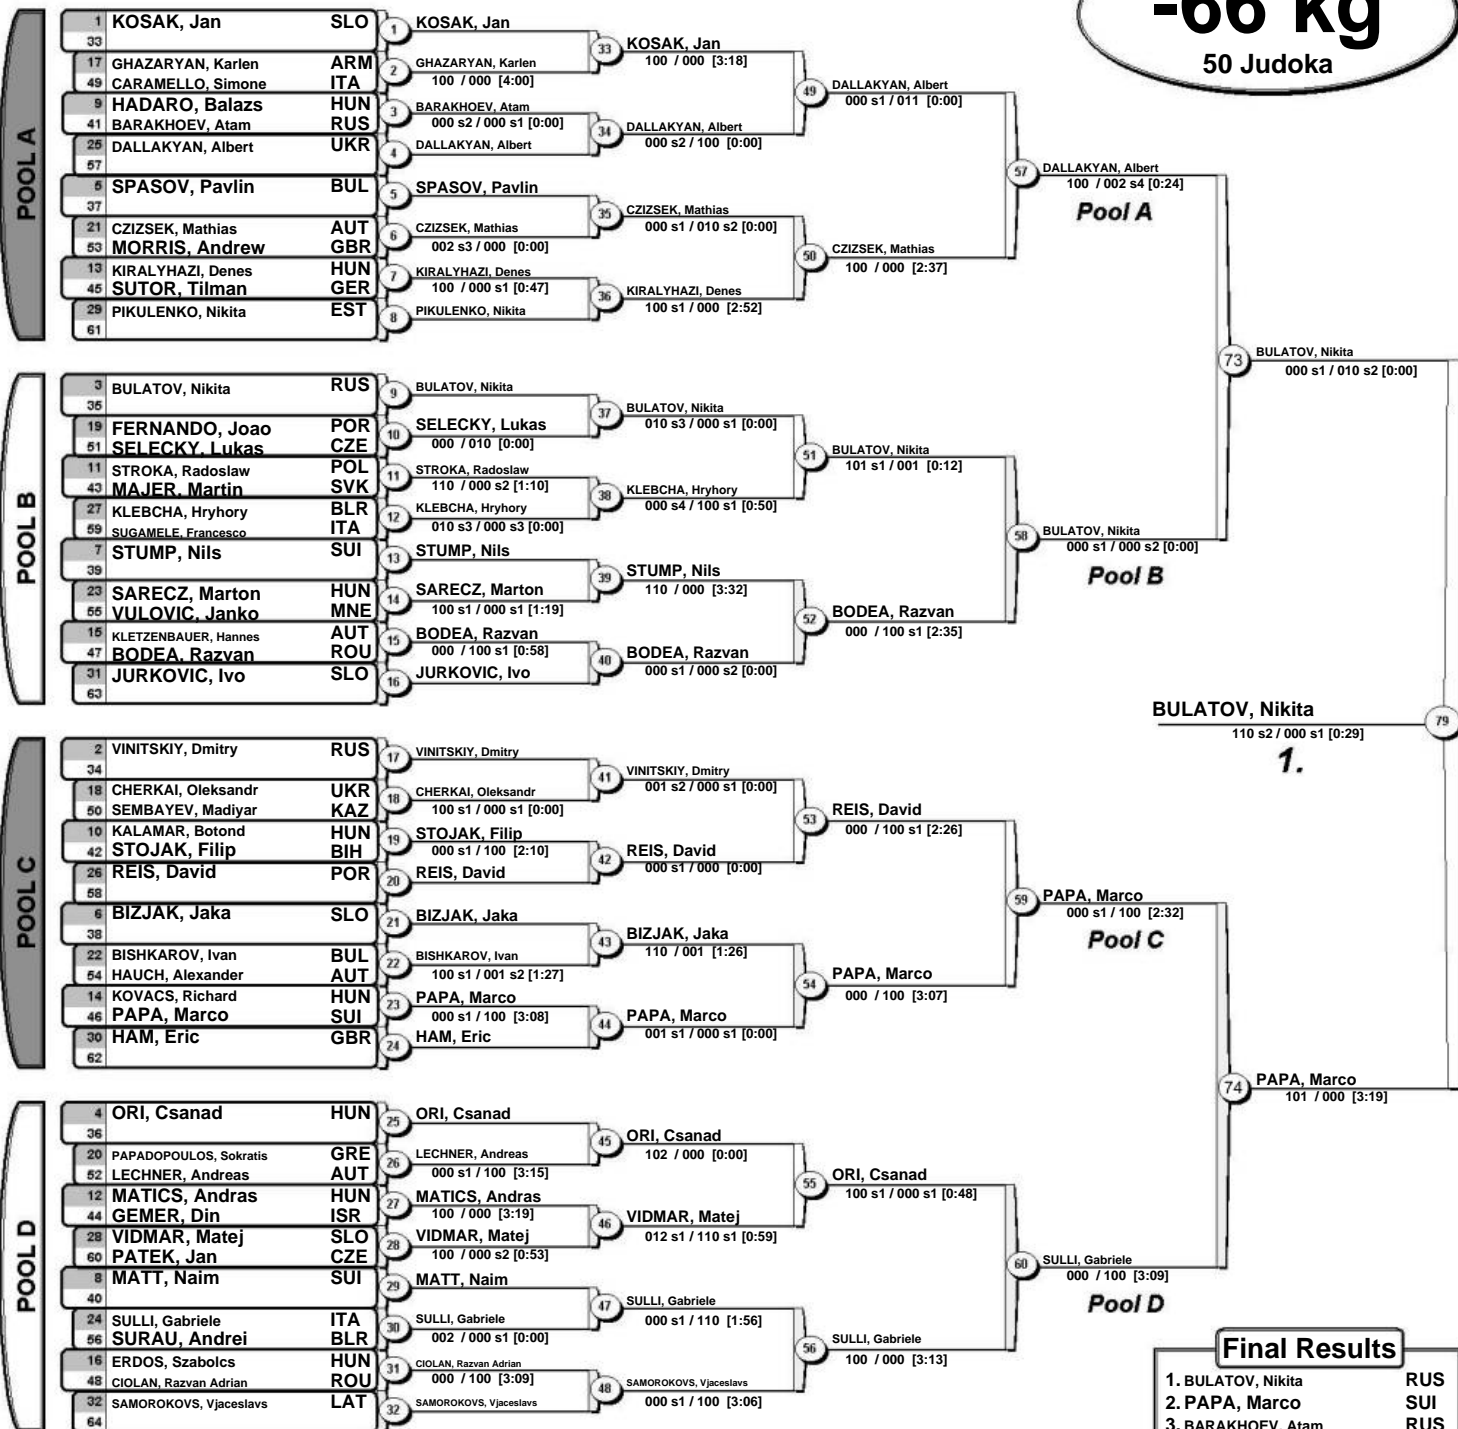 -66 kg
50 Judoka
POOL A
1 KOSAK, Jan SLO
33
17 GHAZARYAN, Karlen ARM
49 CARAMELLO, Simone ITA
9 HADARO, Balazs HUN
41 BARAKHOEV, Atam RUS
25 DALLAKYAN, Albert UKR
57
5 SPASOV, Pavlin BUL
37
21 CZIZSEK, Mathias AUT
53 MORRIS, Andrew GBR
13 KIRALYHAZI, Denes HUN
45 SUTOR, Tilman GER
29 PIKULENKO, Nikita EST
61
1 KOSAK, Jan
2 GHAZARYAN, Karlen
100 / 000 [4:00]
3 BARAKHOEV, Atam
000 s2 / 000 s1 [0:00]
4 DALLAKYAN, Albert
5 SPASOV, Pavlin
6 CZIZSEK, Mathias
002 s3 / 000 [0:00]
7 KIRALYHAZI, Denes
100 / 000 s1 [0:47]
8 PIKULENKO, Nikita
33 KOSAK, Jan
100 / 000 [3:18]
34 DALLAKYAN, Albert
000 s2 / 100 [0:00]
35 CZIZSEK, Mathias
000 s1 / 010 s2 [0:00]
36 KIRALYHAZI, Denes
100 s1 / 000 [2:52]
49 DALLAKYAN, Albert
000 s1 / 011 [0:00]
50 CZIZSEK, Mathias
100 / 000 [2:37]
57 DALLAKYAN, Albert
100 / 002 s4 [0:24]
Pool A
POOL B
3 BULATOV, Nikita RUS
35
19 FERNANDO, Joao POR
51 SELECKY, Lukas CZE
11 STROKA, Radoslaw POL
43 MAJER, Martin SVK
27 KLEBCHA, Hryhory BLR
59 SUGAMELE, Francesco ITA
7 STUMP, Nils SUI
39
23 SARECZ, Marton HUN
55 VULOVIC, Janko MNE
15 KLETZENBAUER, Hannes AUT
47 BODEA, Razvan ROU
31 JURKOVIC, Ivo SLO
63
9 BULATOV, Nikita
10 SELECKY, Lukas
000 / 010 [0:00]
11 STROKA, Radoslaw
110 / 000 s2 [1:10]
12 KLEBCHA, Hryhory
010 s3 / 000 s3 [0:00]
13 STUMP, Nils
14 SARECZ, Marton
100 s1 / 000 s1 [1:19]
15 BODEA, Razvan
000 / 100 s1 [0:58]
16 JURKOVIC, Ivo
37 BULATOV, Nikita
010 s3 / 000 s1 [0:00]
38 KLEBCHA, Hryhory
000 s4 / 100 s1 [0:50]
39 STUMP, Nils
110 / 000 [3:32]
40 BODEA, Razvan
000 s1 / 000 s2 [0:00]
51 BULATOV, Nikita
101 s1 / 001 [0:12]
52 BODEA, Razvan
000 / 100 s1 [2:35]
58 BULATOV, Nikita
000 s1 / 000 s2 [0:00]
Pool B
73 BULATOV, Nikita
000 s1 / 010 s2 [0:00]
BULATOV, Nikita 79
110 s2 / 000 s1 [0:29]
1.
POOL C
2 VINITSKIY, Dmitry RUS
34
18 CHERKAI, Oleksandr UKR
50 SEMBAYEV, Madiyar KAZ
10 KALAMAR, Botond HUN
42 STOJAK, Filip BIH
26 REIS, David POR
58
6 BIZJAK, Jaka SLO
38
22 BISHKAROV, Ivan BUL
54 HAUCH, Alexander AUT
14 KOVACS, Richard HUN
46 PAPA, Marco SUI
30 HAM, Eric GBR
62
17 VINITSKIY, Dmitry
18 CHERKAI, Oleksandr
100 s1 / 000 s1 [0:00]
19 STOJAK, Filip
000 s1 / 100 [2:10]
20 REIS, David
21 BIZJAK, Jaka
22 BISHKAROV, Ivan
100 s1 / 001 s2 [1:27]
23 PAPA, Marco
000 s1 / 100 [3:08]
24 HAM, Eric
41 VINITSKIY, Dmitry
001 s2 / 000 s1 [0:00]
42 REIS, David
000 s1 / 000 [0:00]
43 BIZJAK, Jaka
110 / 001 [1:26]
44 PAPA, Marco
001 s1 / 000 s1 [0:00]
53 REIS, David
000 / 100 s1 [2:26]
54 PAPA, Marco
000 / 100 [3:07]
59 PAPA, Marco
000 s1 / 100 [2:32]
Pool C
74 PAPA, Marco
101 / 000 [3:19]
POOL D
4 ORI, Csanad HUN
36
20 PAPADOPOULOS, Sokratis GRE
52 LECHNER, Andreas AUT
12 MATICS, Andras HUN
44 GEMER, Din ISR
28 VIDMAR, Matej SLO
60 PATEK, Jan CZE
8 MATT, Naim SUI
40
24 SULLI, Gabriele ITA
56 SURAU, Andrei BLR
16 ERDOS, Szabolcs HUN
48 CIOLAN, Razvan Adrian ROU
32 SAMOROKOVS, Vjaceslavs LAT
64
25 ORI, Csanad
26 LECHNER, Andreas
000 s1 / 100 [3:15]
27 MATICS, Andras
100 / 000 [3:19]
28 VIDMAR, Matej
100 / 000 s2 [0:53]
29 MATT, Naim
30 SULLI, Gabriele
002 / 000 s1 [0:00]
31 CIOLAN, Razvan Adrian
000 / 100 [3:09]
32 SAMOROKOVS, Vjaceslavs
45 ORI, Csanad
102 / 000 [0:00]
46 VIDMAR, Matej
012 s1 / 110 s1 [0:59]
47 SULLI, Gabriele
000 s1 / 110 [1:56]
48 SAMOROKOVS, Vjaceslavs
000 s1 / 100 [3:06]
55 ORI, Csanad
100 s1 / 000 s1 [0:48]
56 SULLI, Gabriele
100 / 000 [3:13]
60 SULLI, Gabriele
000 / 100 [3:09]
Pool D
Final Results
1. BULATOV, Nikita RUS
2. PAPA, Marco SUI
3. BARAKHOEV, Atam RUS